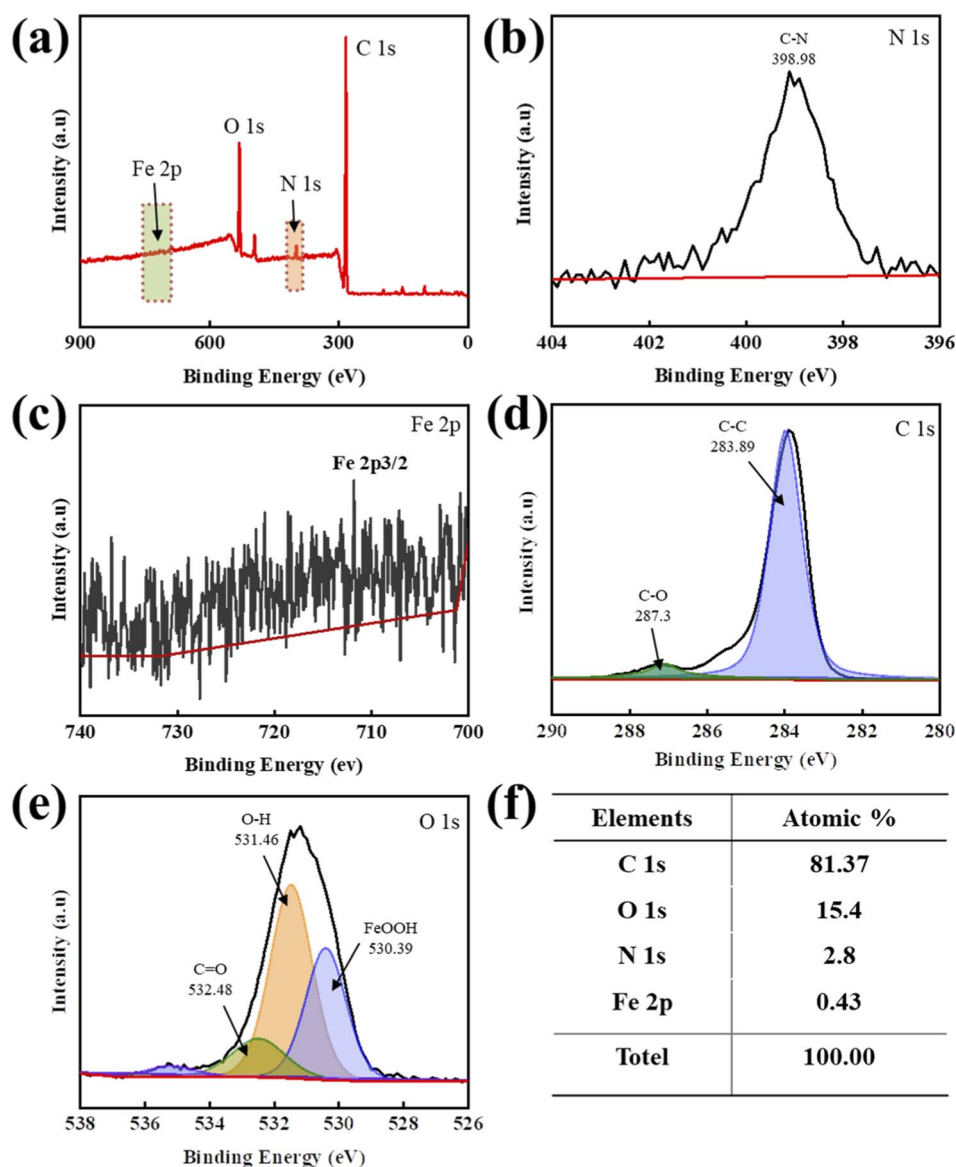 (a)
C 1s
O 1s
Fe 2p
N 1s
Intensity (a.u)
900 600 300 0
Binding Energy (eV)
(b)
C-N
398.98
N 1s
Intensity (a.u)
404 402 400 398 396
Binding Energy (eV)
(c)
Fe 2p
Fe 2p3/2
Intensity (a.u)
740 730 720 710 700
Binding Energy (ev)
(d)
C 1s
C-C
283.89
C-O
287.3
Intensity (a.u)
290 288 286 284 282 280
Binding Energy (eV)
(e)
O 1s
O-H
531.46
FeOOH
530.39
C=O
532.48
Intensity (a.u)
538 536 534 532 530 528 526
Binding Energy (eV)
(f)
Elements Atomic %
C 1s 81.37
O 1s 15.4
N 1s 2.8
Fe 2p 0.43
Totel 100.00